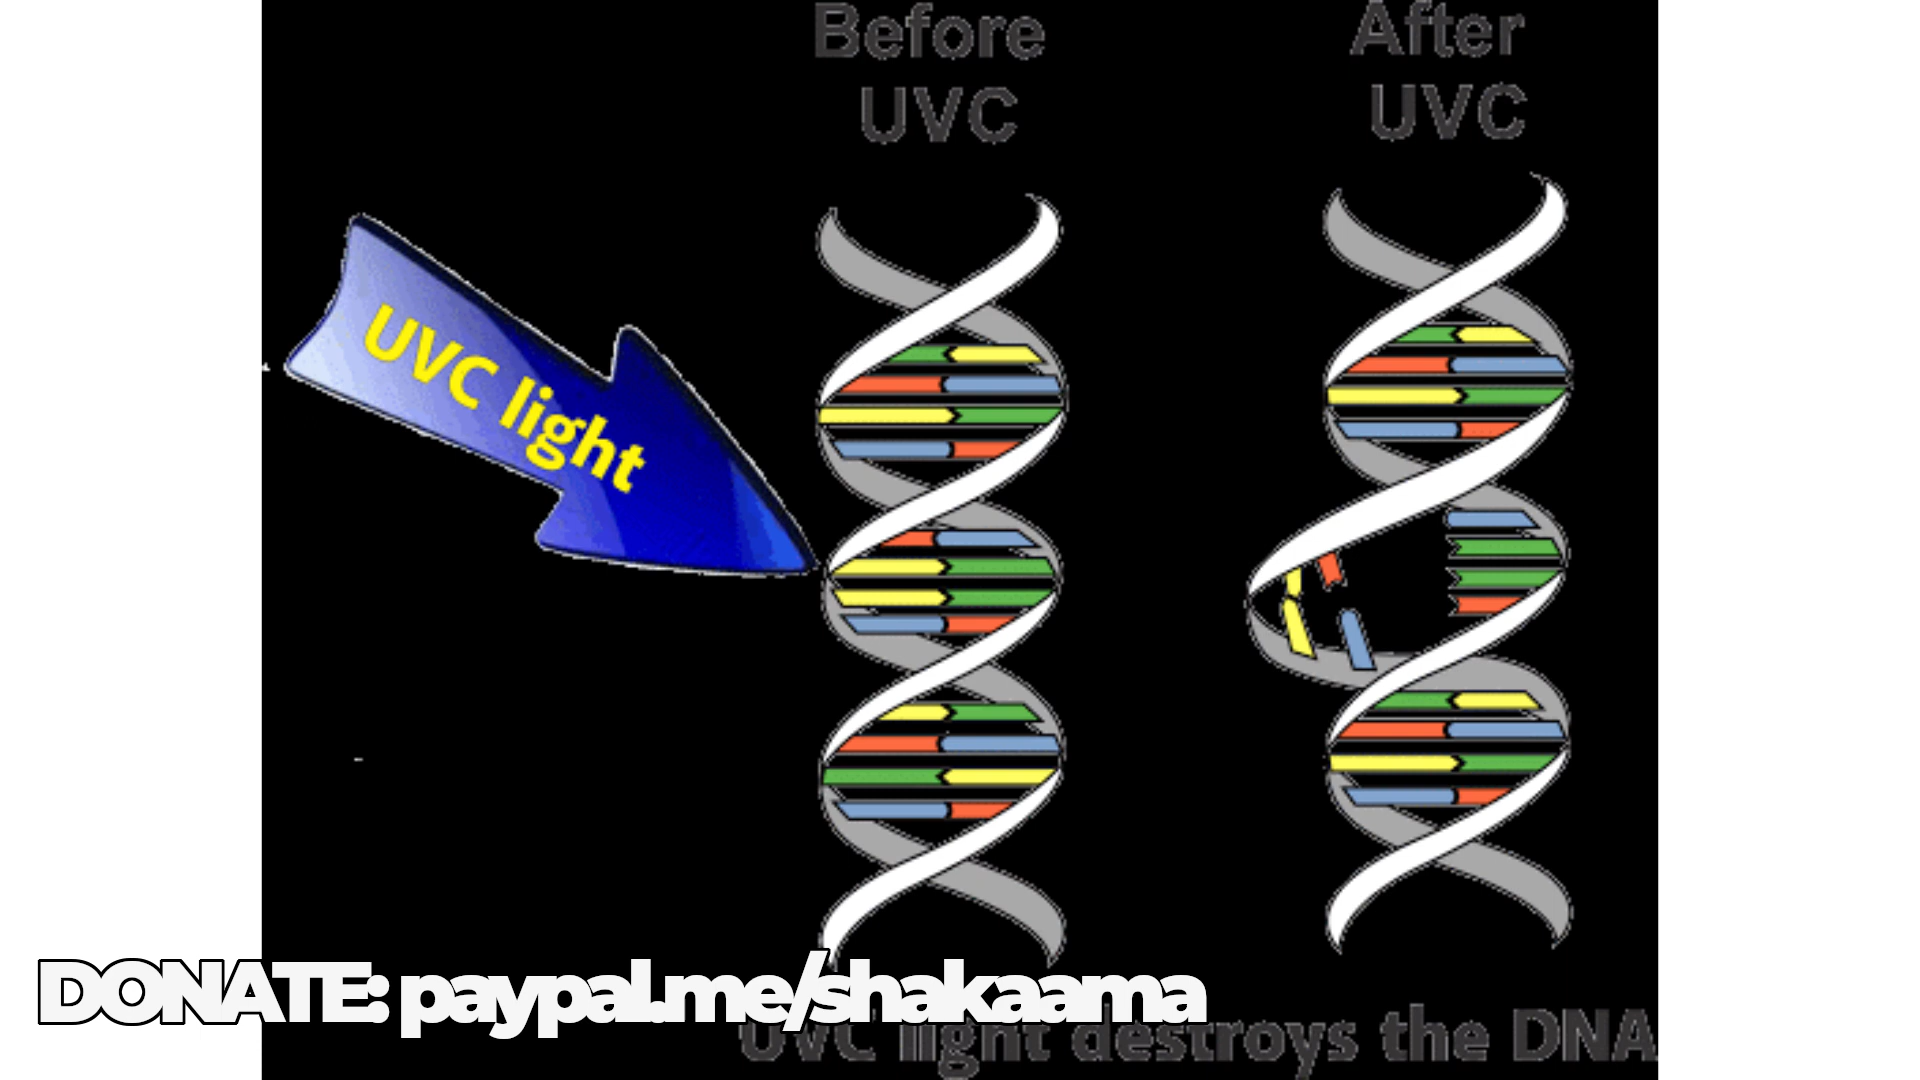 Before
UVC
After
UVC
UVC light
DONATE: paypal.me/shakaama
UVC light destroys the DNA